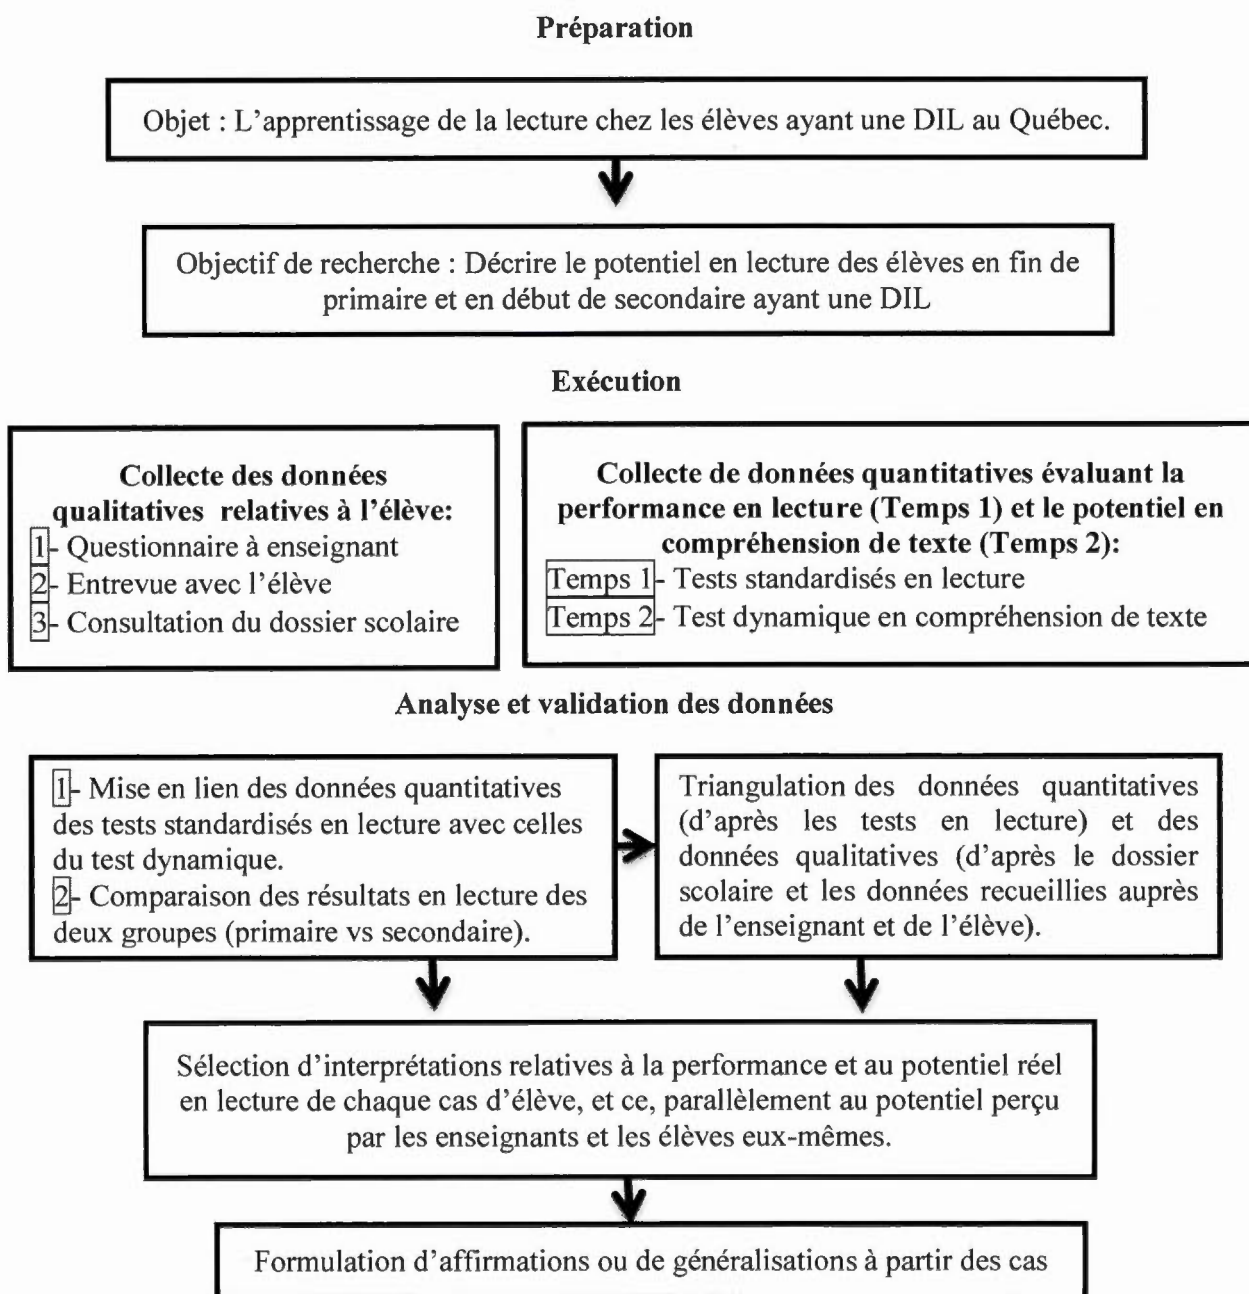 Préparation
Objet : L'apprentissage de la lecture chez les élèves ayant une DIL au Québec.
Objectif de recherche : Décrire le potentiel en lecture des élèves en fin de
primaire et en début de secondaire ayant une DIL
Exécution
Collecte des données
qualitatives relatives à l'élève:
1- Questionnaire à enseignant
2- Entrevue avec l'élève
3- Consultation du dossier scolaire
Collecte de données quantitatives évaluant la
performance en lecture (Temps 1) et le potentiel en
compréhension de texte (Temps 2):
Temps 1- Tests standardisés en lecture
Temps 2- Test dynamique en compréhension de texte
Analyse et validation des données
1- Mise en lien des données quantitatives
des tests standardisés en lecture avec celles
du test dynamique.
2- Comparaison des résultats en lecture des
deux groupes (primaire vs secondaire).
Triangulation des données quantitatives
(d'après les tests en lecture) et des
données qualitatives (d'après le dossier
scolaire et les données recueillies auprès
de l'enseignant et de l'élève).
Sélection d'interprétations relatives à la performance et au potentiel réel
en lecture de chaque cas d'élève, et ce, parallèlement au potentiel perçu
par les enseignants et les élèves eux-mêmes.
Formulation d'affirmations ou de généralisations à partir des cas